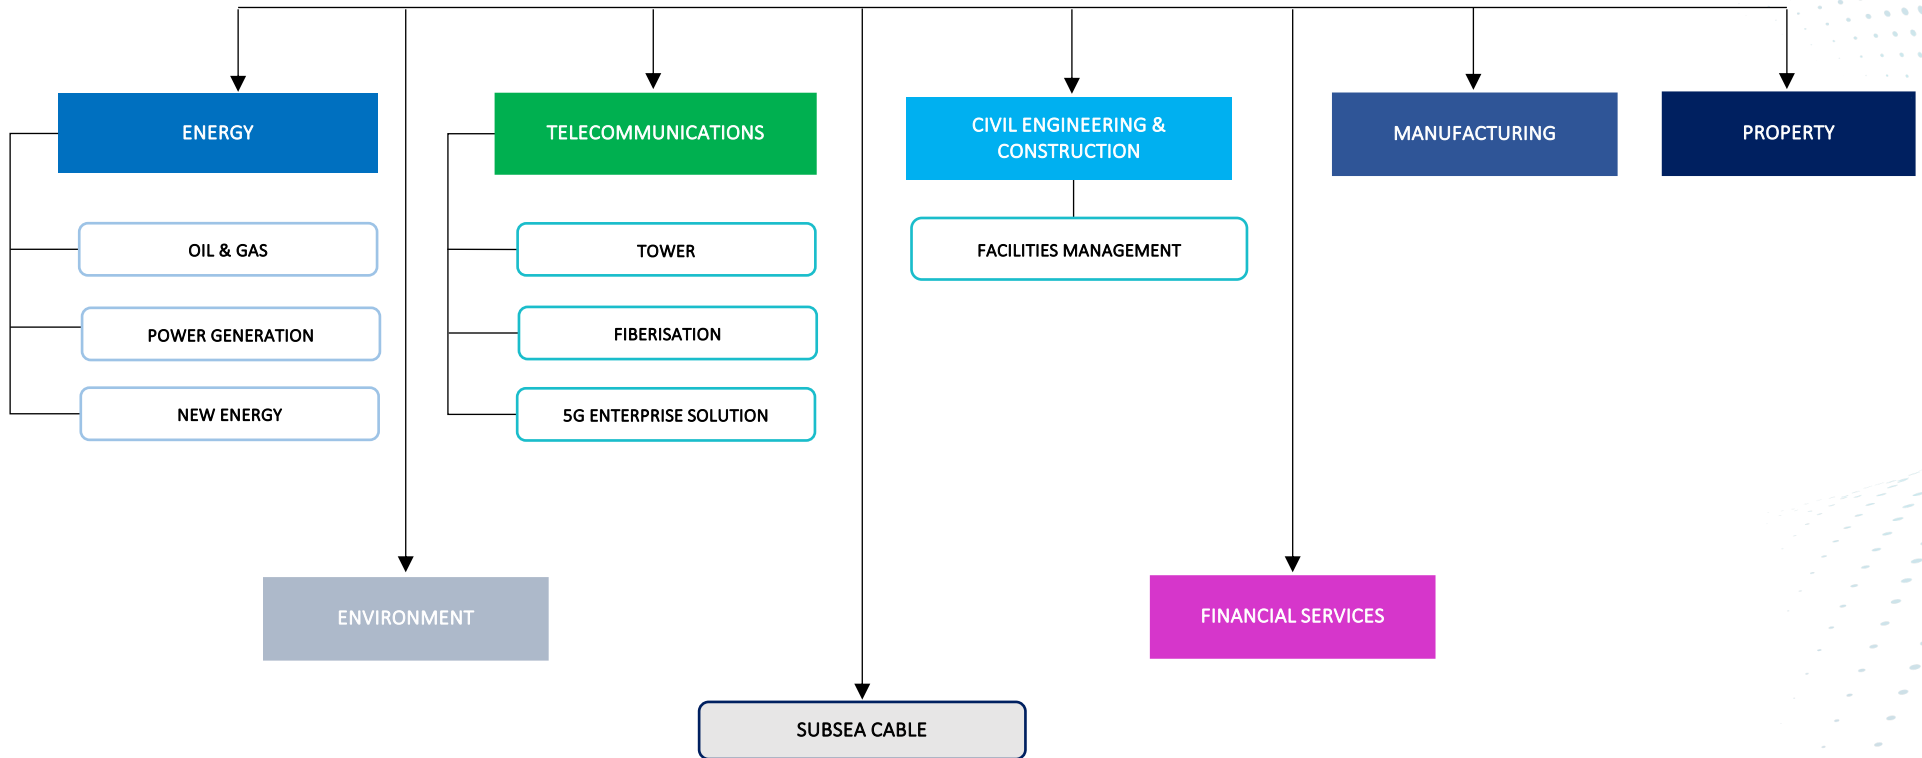 ENERGY
TELECOMMUNICATIONS
CIVIL ENGINEERING &
CONSTRUCTION
MANUFACTURING
PROPERTY
OIL & GAS
TOWER
FACILITIES MANAGEMENT
POWER GENERATION
FIBERISATION
NEW ENERGY
5G ENTERPRISE SOLUTION
ENVIRONMENT
FINANCIAL SERVICES
SUBSEA CABLE